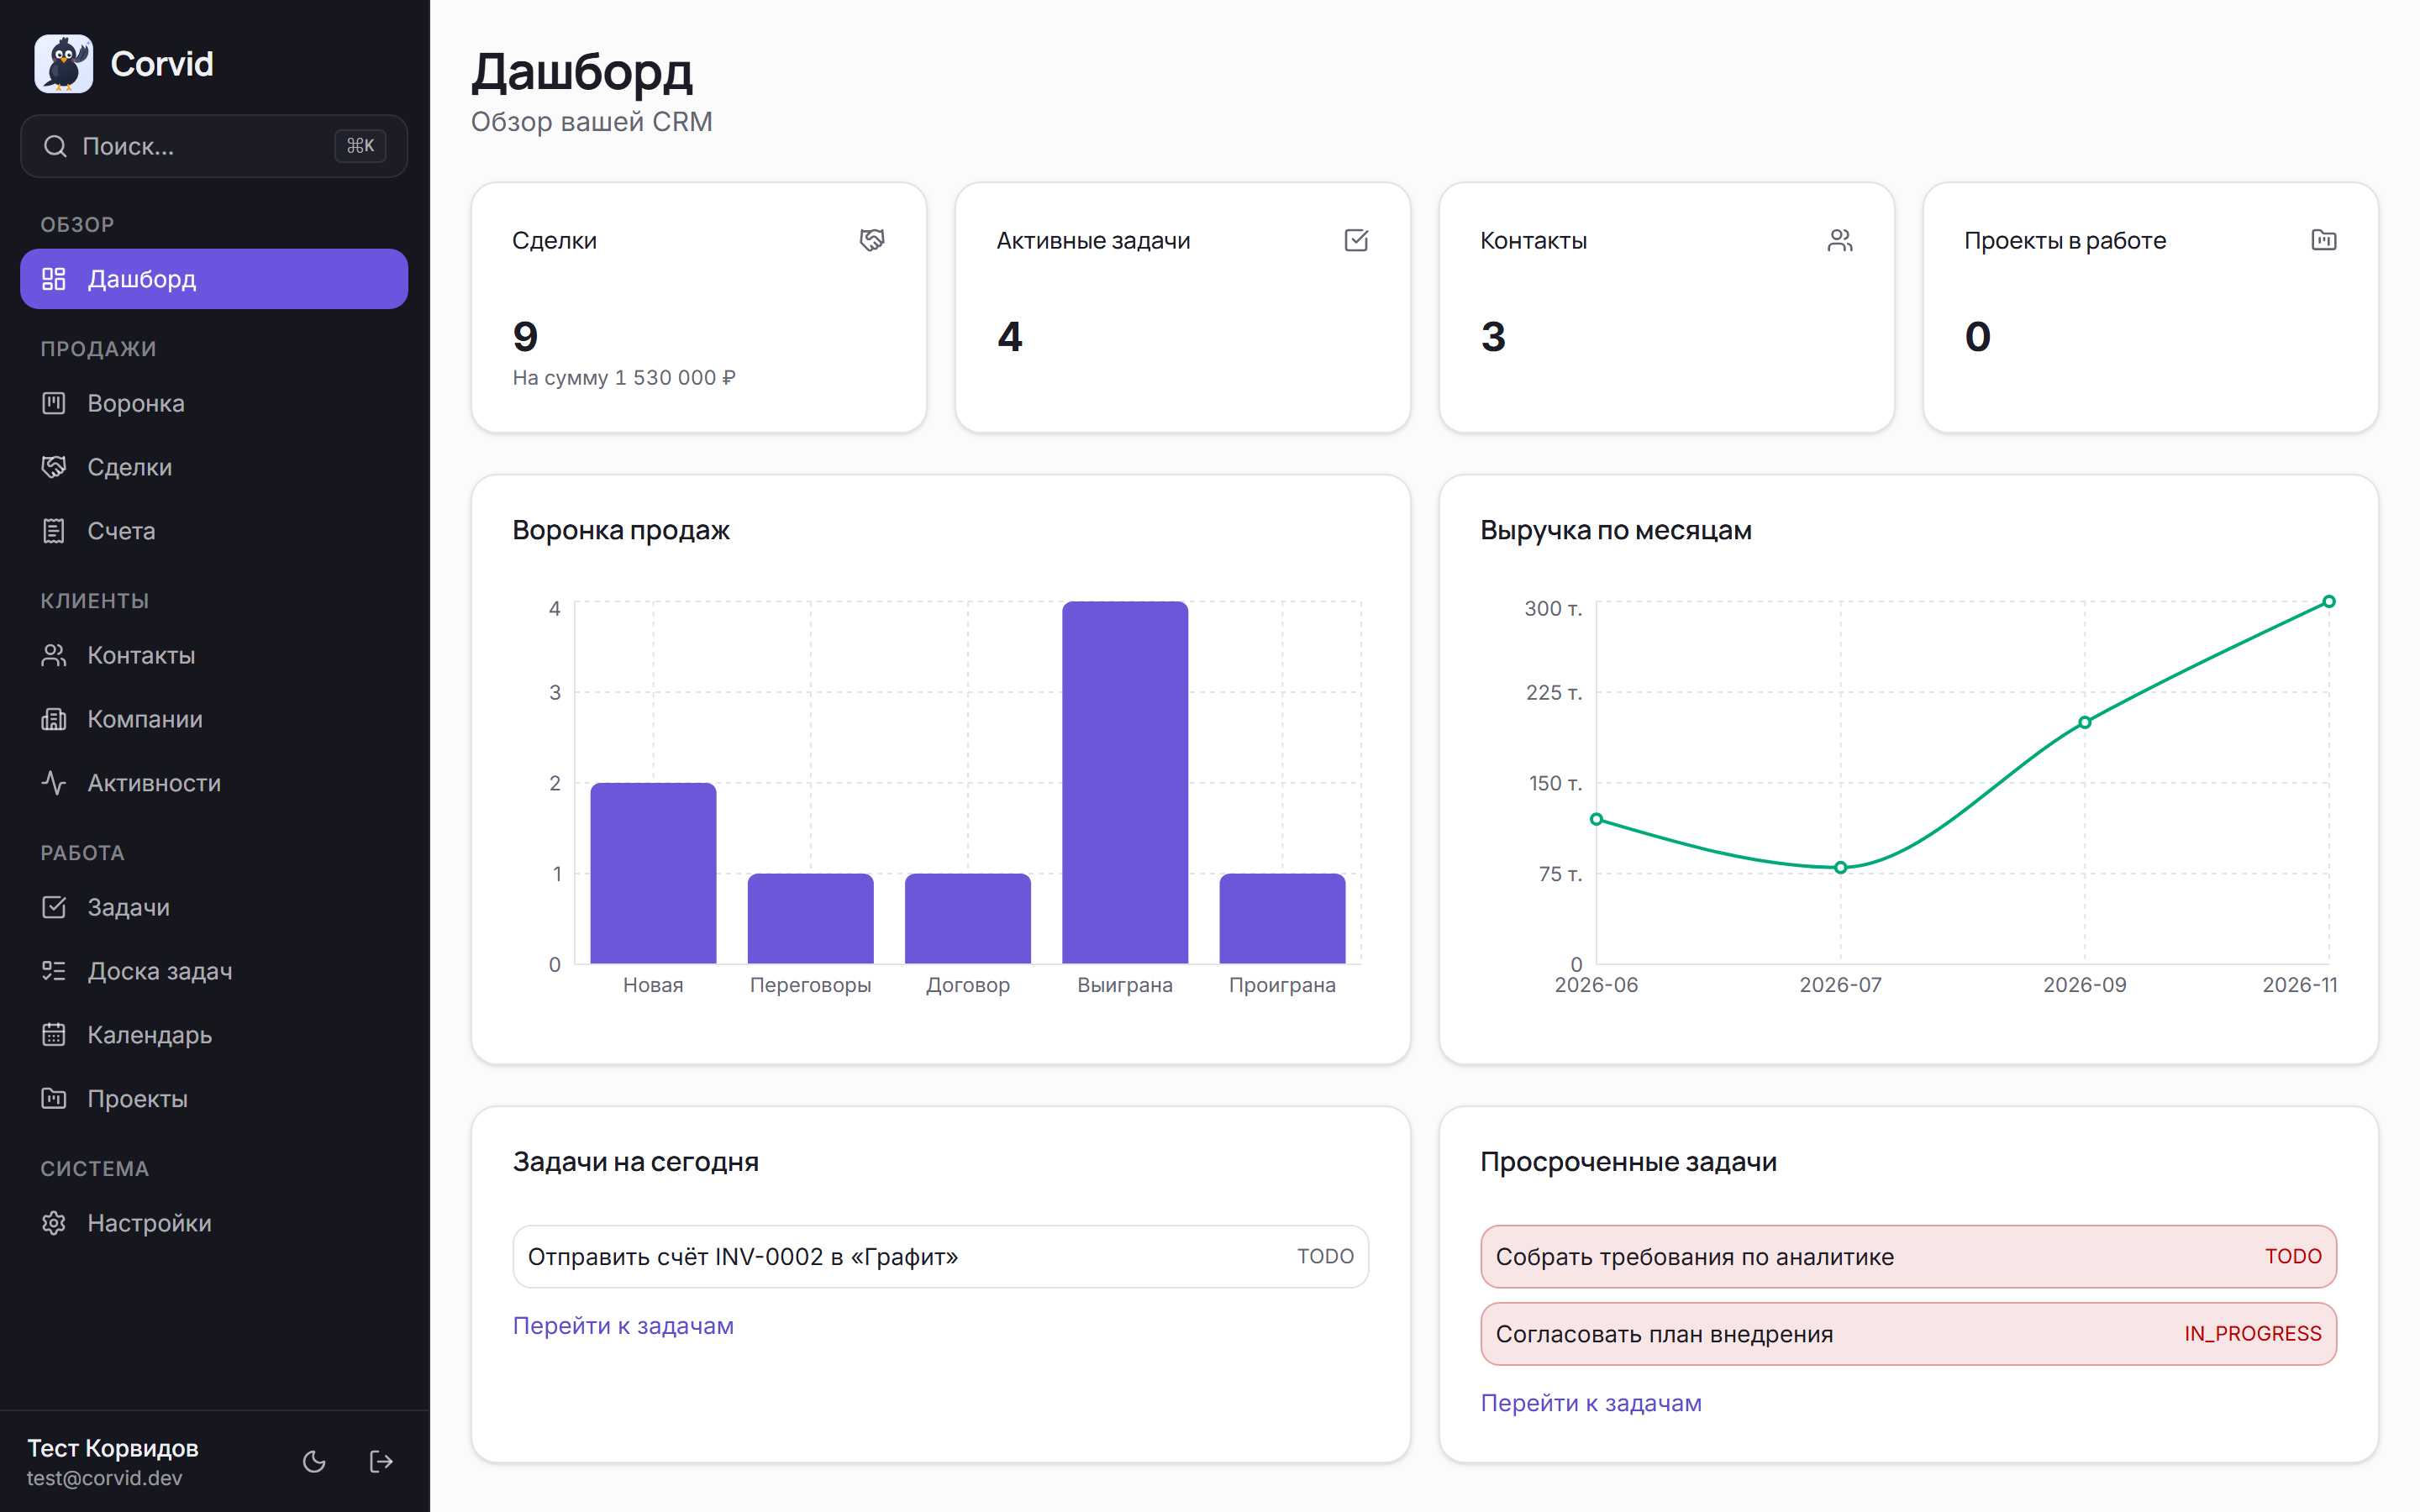 Corvid
Поиск...
⌘K
ОБЗОР
Дашборд
ПРОДАЖИ
Воронка
Сделки
Счета
КЛИЕНТЫ
Контакты
Компании
Активности
РАБОТА
Задачи
Доска задач
Календарь
Проекты
СИСТЕМА
Настройки
Тест Корвидов
test@corvid.dev
Дашборд
Обзор вашей CRM
Сделки
9
На сумму 1 530 000 ₽
Активные задачи
4
Контакты
3
Проекты в работе
0
Воронка продаж
4
3
2
1
0
Новая
Переговоры
Договор
Выиграна
Проиграна
Выручка по месяцам
300 т.
225 т.
150 т.
75 т.
0
2026-06
2026-07
2026-09
2026-11
Задачи на сегодня
Отправить счёт INV-0002 в «Графит»
TODO
Перейти к задачам
Просроченные задачи
Собрать требования по аналитике
TODO
Согласовать план внедрения
IN_PROGRESS
Перейти к задачам